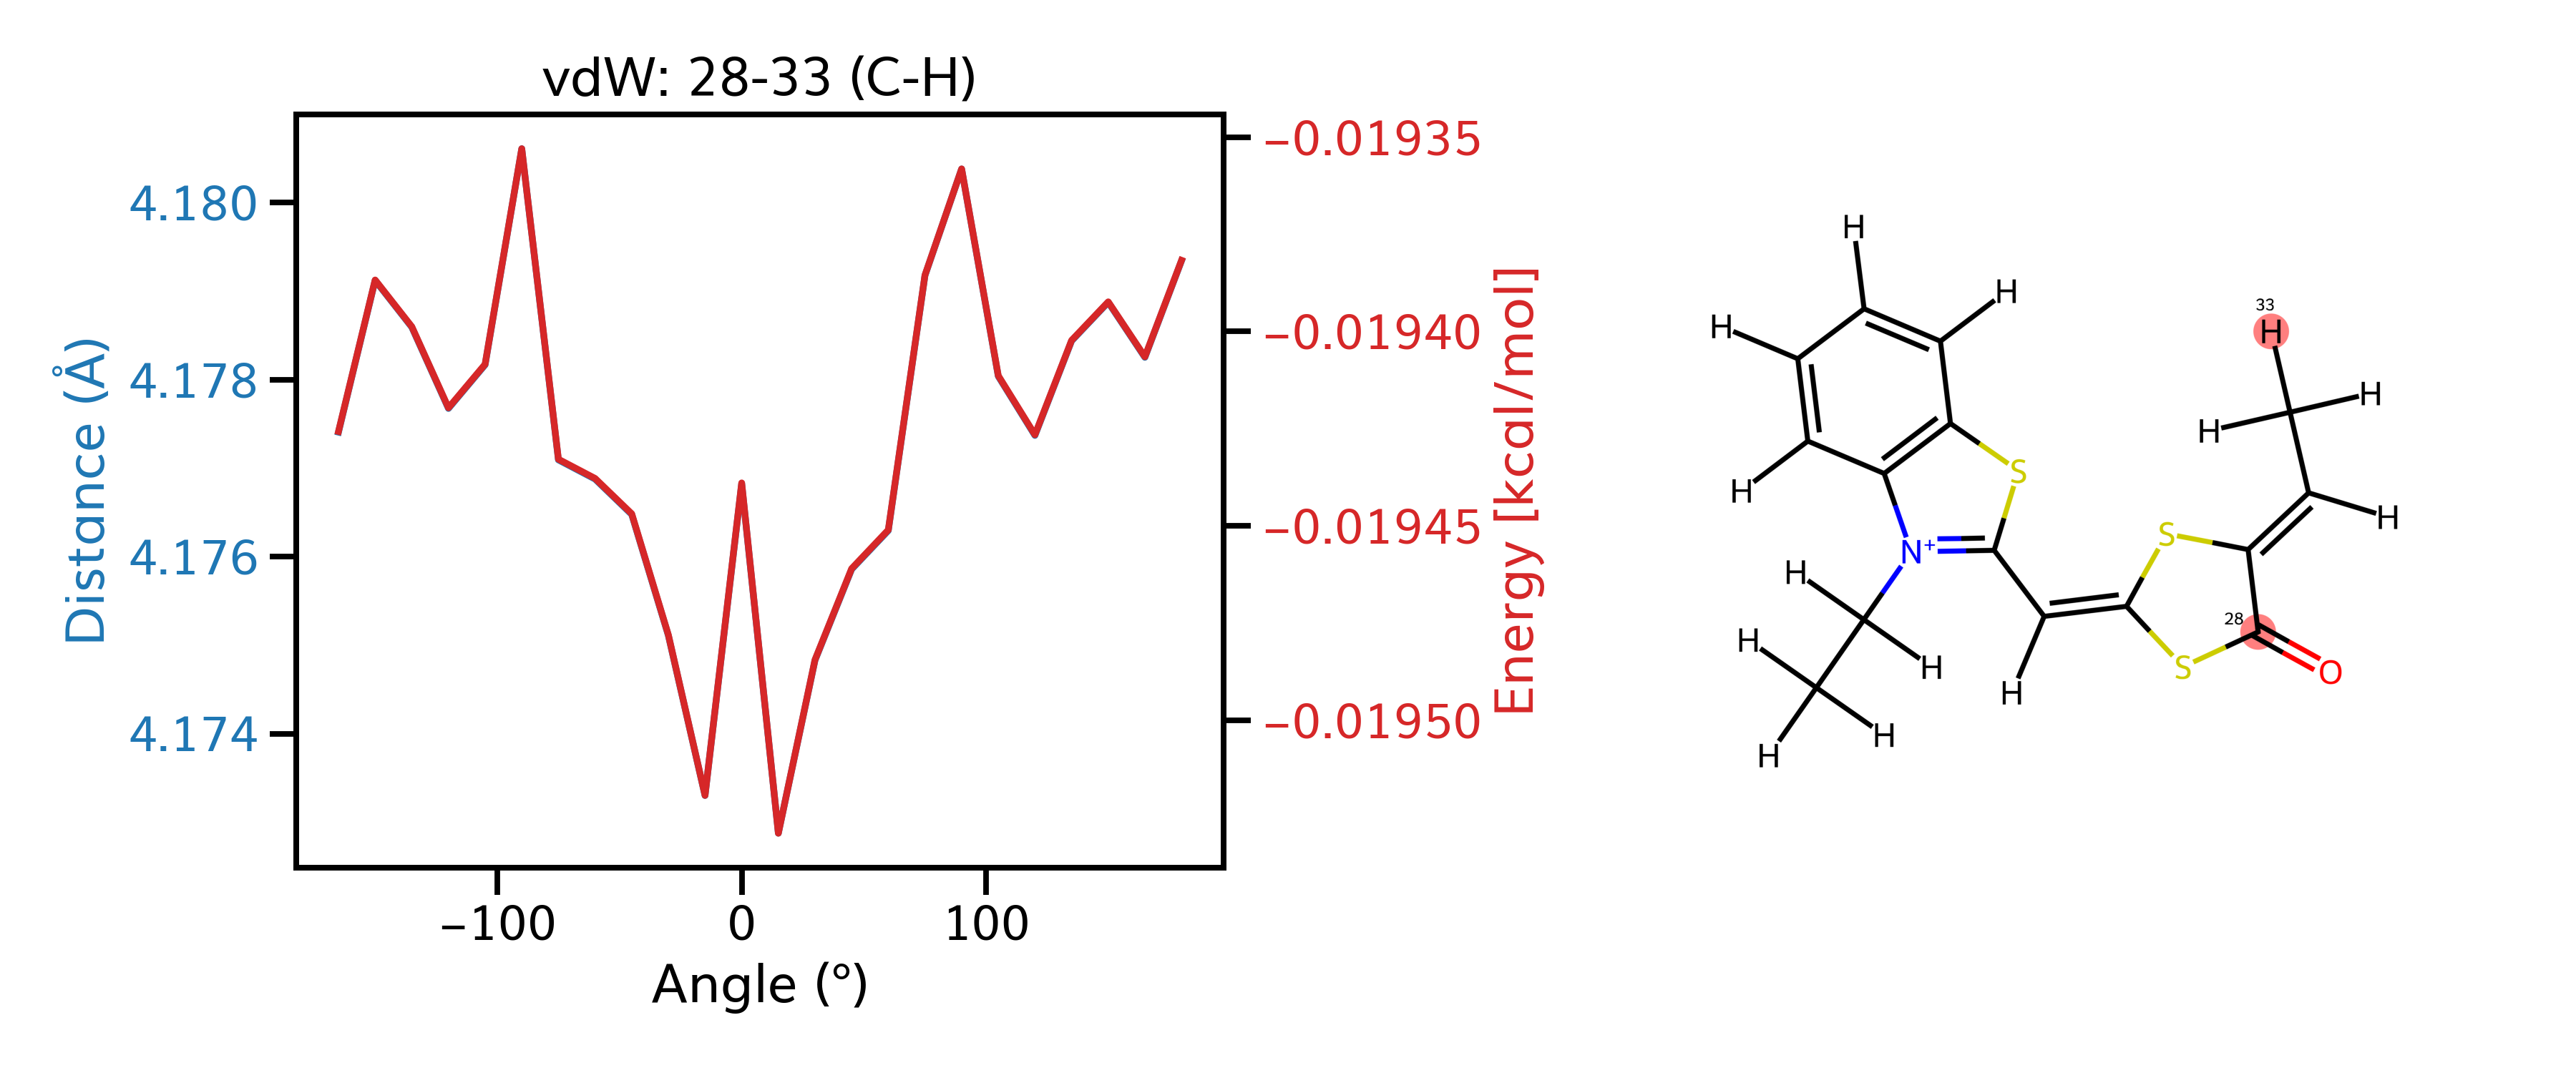 vdW: 28-33 (C-H)
Distance (Å)
4.180
4.178
4.176
4.174
−0.01935
−0.01940
−0.01945
−0.01950
Energy [kcal/mol]
−100
0
100
Angle (°)
H
H
H
H
33
H
H
H
H
S
N+
S
28
S
O
H
H
H
H
H
H